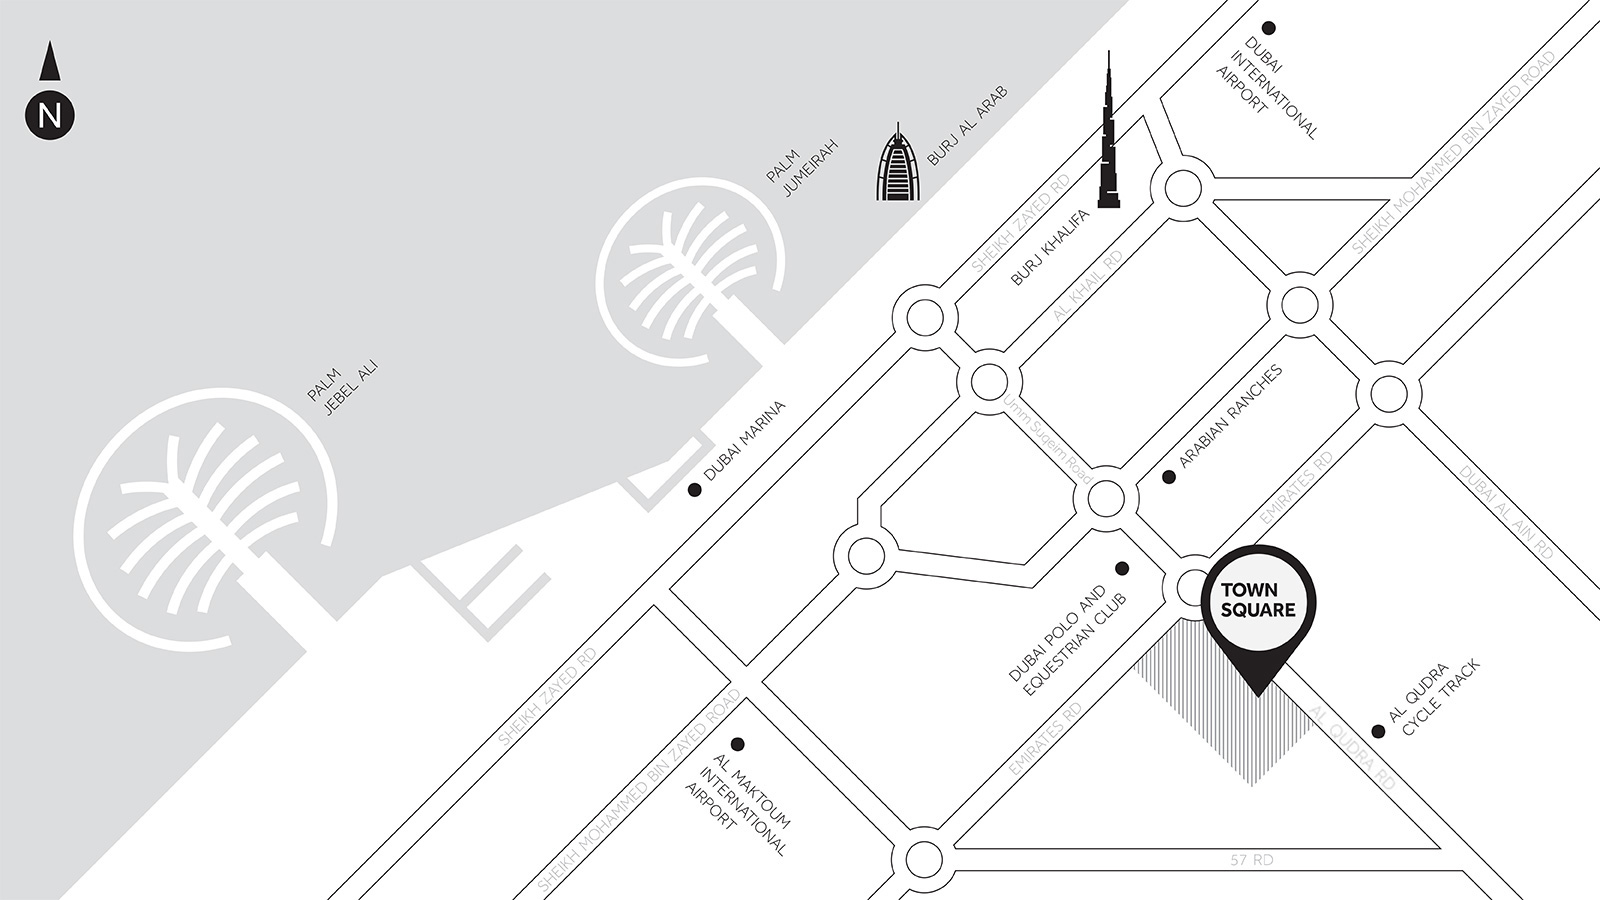 N
DUBAI
INTERNATIONAL
AIRPORT
SHEIKH MOHAMMED BIN ZAYED ROAD
BURJ AL ARAB
PALM
JUMEIRAH
SHEIKH ZAYED RD
BURJ KHALIFA
AL KHAIL RD
PALM
JEBEL ALI
DUBAI MARINA
Umm Suqeim Road
ARABIAN RANCHES
EMIRATES RD
DUBAI AL AIN RD
TOWN
SQUARE
DUBAI POLO AND
EQUESTRIAN CLUB
SHEIKH ZAYED RD
EMIRATES RD
AL QUDRA
CYCLE TRACK
AL QUDRA RD
SHEIKH MOHAMMED BIN ZAYED ROAD
AL MAKTOUM
INTERNATIONAL
AIRPORT
57 RD